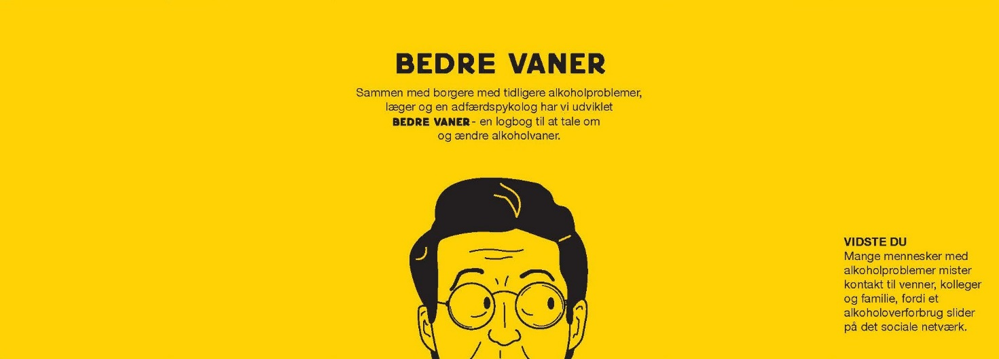 BEDRE VANER
Sammen med borgere med tidligere alkoholproblemer,
læger og en adfærdspykolog har vi udviklet
BEDRE VANER - en logbog til at tale om
og ændre alkoholvaner.
VIDSTE DU
Mange mennesker med
alkoholproblemer mister
kontakt til venner, kolleger
og familie, fordi et
alkoholoverforbrug slider
på det sociale netværk.